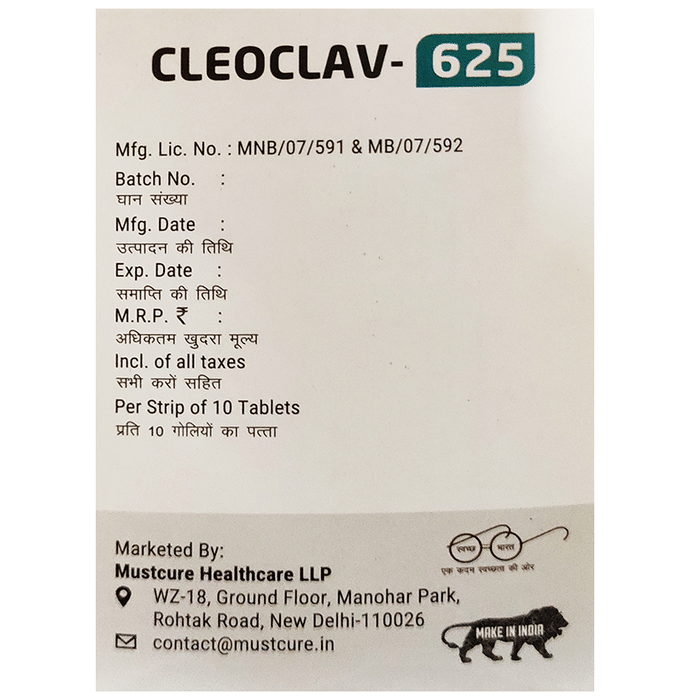 CLEOCLAV- 625
Mfg. Lic. No. : MNB/07/591 & MB/07/592
Batch No. :
घान संख्या
Mfg. Date :
उत्पादन की तिथि
Exp. Date :
समाप्ति की तिथि
M.R.P. ₹ :
अधिकतम खुदरा मूल्य
Incl. of all taxes
सभी करों सहित
Per Strip of 10 Tablets
प्रति 10 गोलियों का पत्ता
Marketed By:
Mustcure Healthcare LLP
WZ-18, Ground Floor, Manohar Park,
Rohtak Road, New Delhi-110026
contact@mustcure.in
स्वच्छ भारत
एक कदम स्वच्छता की ओर
MAKE IN INDIA